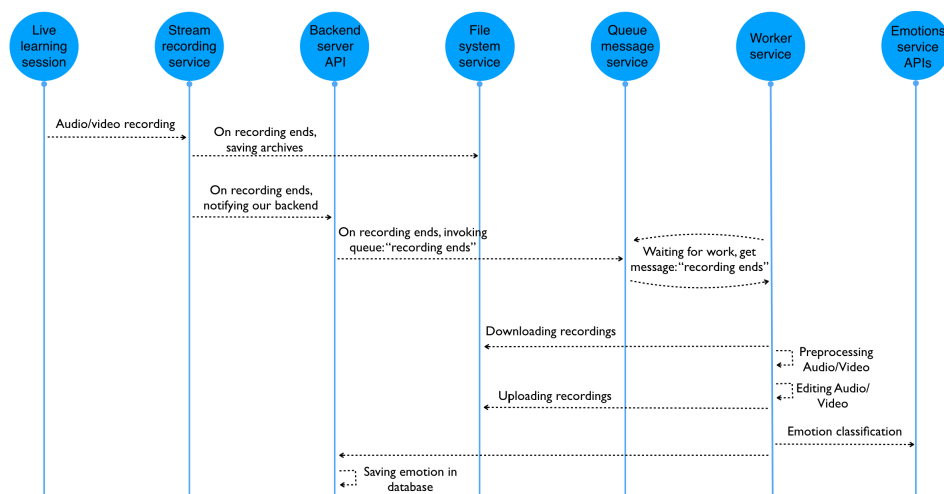 Live
learning
session
Stream
recording
service
Backend
server
API
File
system
service
Queue
message
service
Worker
service
Emotions
service
APIs
Audio/video recording
On recording ends,
saving archives
On recording ends,
notifying our backend
On recording ends, invoking
queue: “recording ends”
Waiting for work, get
message: “recording ends”
Downloading recordings
Preprocessing
Audio/Video
Editing Audio/
Video
Uploading recordings
Emotion classification
Saving emotion in
database